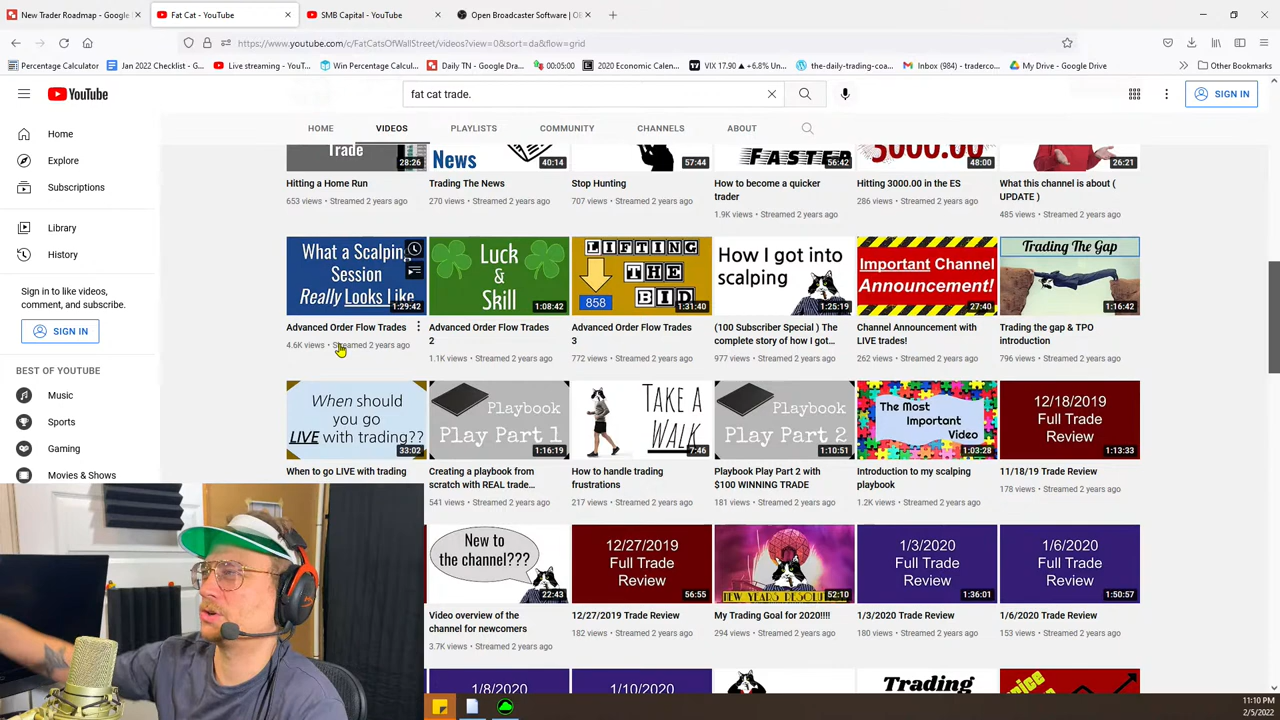 New Trader Roadmap - Google
Fat Cat - YouTube
SMB Capital - YouTube
Open Broadcaster Software | OB
https://www.youtube.com/c/FatCatsOfWallStreet/videos?view=0&sort=da&flow=grid
Percentage Calculator
Jan 2022 Checklist - G...
Live streaming - YouT...
Win Percentage Calcul...
Daily TN - Google Dra...
00:05:00
2020 Economic Calen...
VIX 17.90 ▲ +6.8% Un...
the-daily-trading-coa...
Inbox (984) - traderco...
My Drive - Google Drive
Other Bookmarks
YouTube
fat cat trade.
SIGN IN
HOME
VIDEOS
PLAYLISTS
COMMUNITY
CHANNELS
ABOUT
Home
Explore
Subscriptions
Library
History
Sign in to like videos,
comment, and subscribe.
SIGN IN
BEST OF YOUTUBE
Music
Sports
Gaming
Movies & Shows
Trade
28:26
News
40:14
57:44
FASTER
56:42
3000.00
48:00
26:21
Hitting a Home Run
653 views • Streamed 2 years ago
Trading The News
270 views • Streamed 2 years ago
Stop Hunting
707 views • Streamed 2 years ago
How to become a quicker
trader
1.9K views • Streamed 2 years ago
Hitting 3000.00 in the ES
286 views • Streamed 2 years ago
What this channel is about (
UPDATE )
485 views • Streamed 2 years ago
What a Scalping
Session
Really Looks Like
1:29:42
Luck
&
Skill
1:08:42
LIFTING
THE
BID
858
1:31:40
How I got into
scalping
1:25:19
Important Channel
Announcement!
27:40
Trading The Gap
1:16:42
Advanced Order Flow Trades
4.6K views • Streamed 2 years ago
Advanced Order Flow Trades
2
1.1K views • Streamed 2 years ago
Advanced Order Flow Trades
3
772 views • Streamed 2 years ago
(100 Subscriber Special ) The
complete story of how I got...
977 views • Streamed 2 years ago
Channel Announcement with
LIVE trades!
262 views • Streamed 2 years ago
Trading the gap & TPO
introduction
796 views • Streamed 2 years ago
When should
you go
LIVE with trading??
33:02
Playbook
Play Part 1
1:16:19
TAKE A
WALK
7:46
Playbook
Play Part 2
1:10:51
The Most
Important
Video
1:03:28
12/18/2019
Full Trade
Review
1:13:33
When to go LIVE with trading
Creating a playbook from
scratch with REAL trade...
541 views • Streamed 2 years ago
How to handle trading
frustrations
217 views • Streamed 2 years ago
Playbook Play Part 2 with
$100 WINNING TRADE
181 views • Streamed 2 years ago
Introduction to my scalping
playbook
1.2K views • Streamed 2 years ago
11/18/19 Trade Review
178 views • Streamed 2 years ago
New to
the channel???
22:43
12/27/2019
Full Trade
Review
56:55
NEW YEARS RESOLUT
52:10
1/3/2020
Full Trade
Review
1:36:01
1/6/2020
Full Trade
Review
1:50:57
Video overview of the
channel for newcomers
3.7K views • Streamed 2 years ago
12/27/2019 Trade Review
182 views • Streamed 2 years ago
My Trading Goal for 2020!!!!
294 views • Streamed 2 years ago
1/3/2020 Trade Review
180 views • Streamed 2 years ago
1/6/2020 Trade Review
153 views • Streamed 2 years ago
1/8/2020
1/10/2020
Trading
11:10 PM
2/5/2022